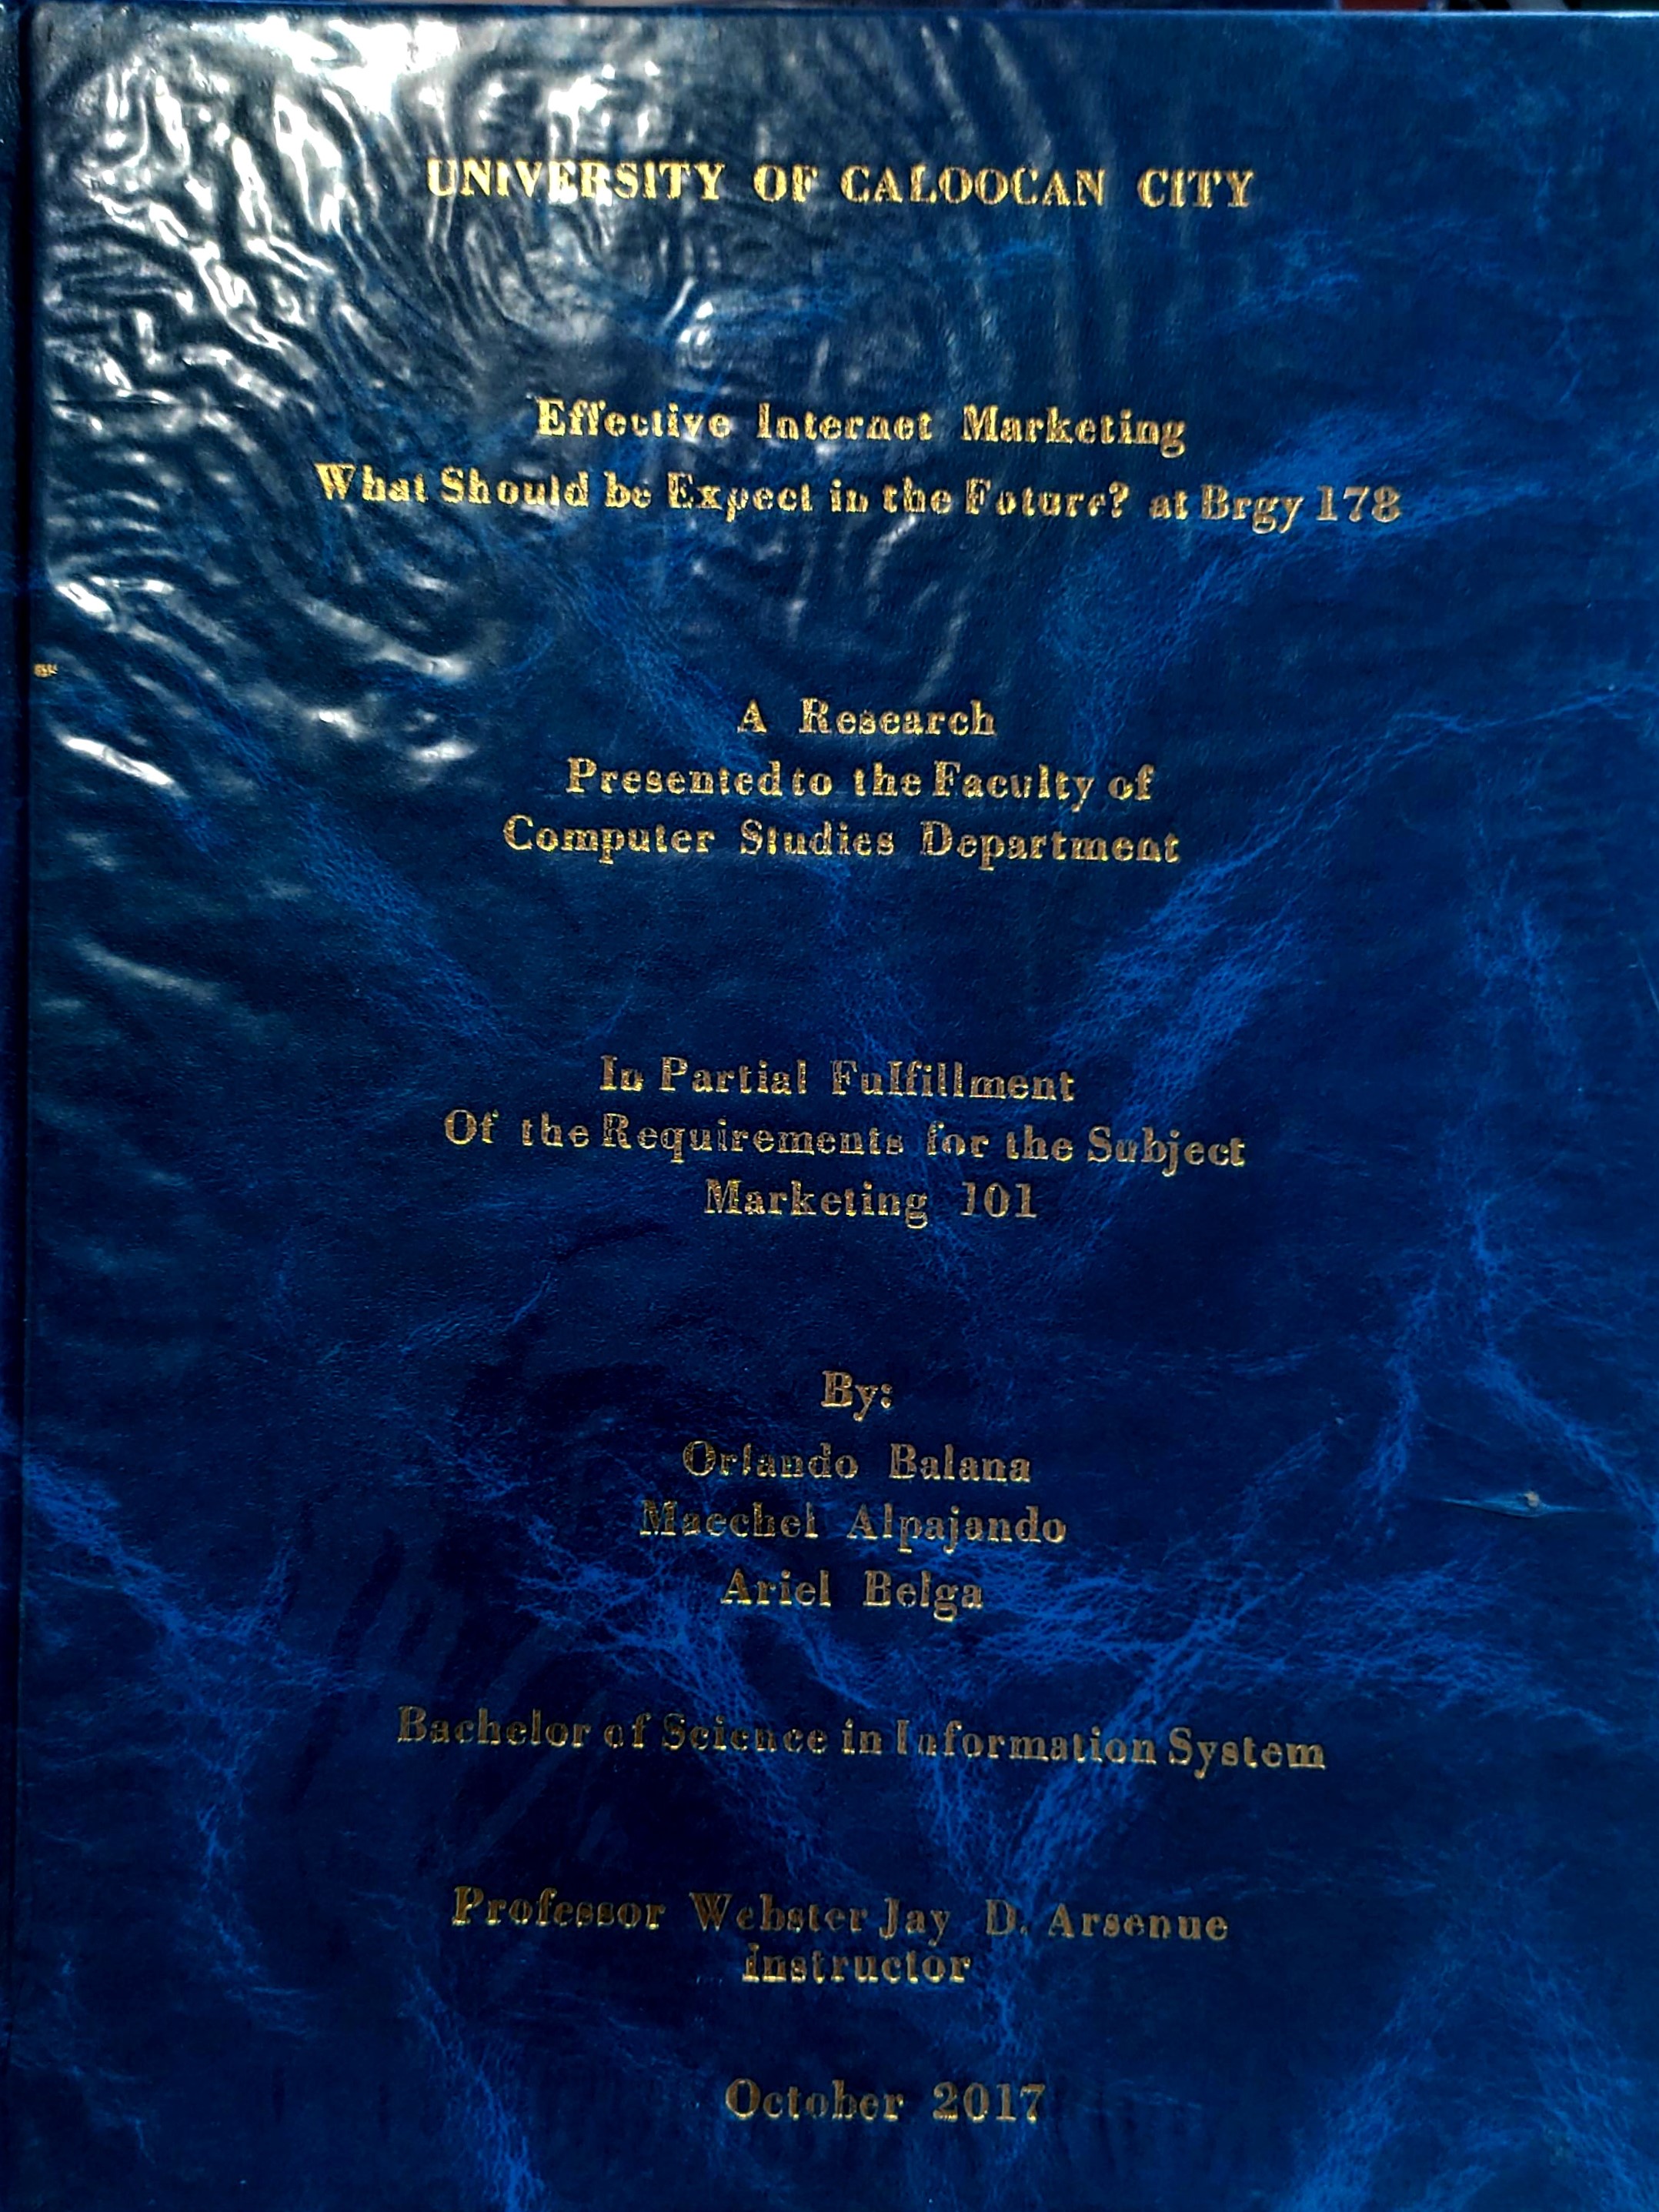 UNIVERSITY OF CALOOCAN CITY
Effective Internet Marketing
What Should be Expect in the Future? at Brgy 178
A Research
Presented to the Faculty of
Computer Studies Department
In Partial Fulfillment
Of the Requirements for the Subject
Marketing 101
By:
Orlando Balana
Maechel Alpajando
Ariel Belga
Bachelor of Science in Information System
Professor Webster Jay D. Arsenue
Instructor
October 2017